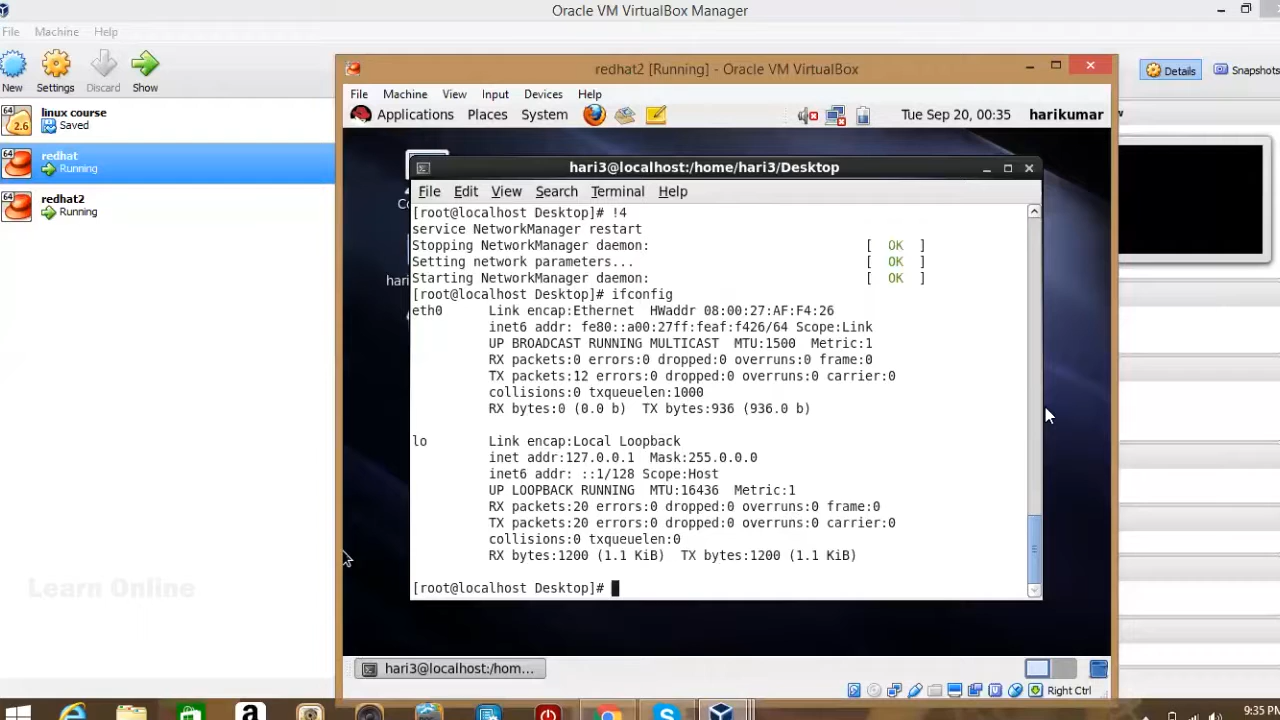 Oracle VM VirtualBox Manager
File Machine Help
New Settings Discard Show
Details Snapshots
64 linux course
2.6 Saved
64 redhat
Running
64 redhat2
Running
redhat2 [Running] - Oracle VM VirtualBox
File Machine View Input Devices Help
Applications Places System Tue Sep 20, 00:35 harikumar
hari3@localhost:/home/hari3/Desktop
File Edit View Search Terminal Help
[root@localhost Desktop]# !4
service NetworkManager restart
Stopping NetworkManager daemon: [ OK ]
Setting network parameters... [ OK ]
Starting NetworkManager daemon: [ OK ]
[root@localhost Desktop]# ifconfig
eth0 Link encap:Ethernet HWaddr 08:00:27:AF:F4:26
inet6 addr: fe80::a00:27ff:feaf:f426/64 Scope:Link
UP BROADCAST RUNNING MULTICAST MTU:1500 Metric:1
RX packets:0 errors:0 dropped:0 overruns:0 frame:0
TX packets:12 errors:0 dropped:0 overruns:0 carrier:0
collisions:0 txqueuelen:1000
RX bytes:0 (0.0 b) TX bytes:936 (936.0 b)
lo Link encap:Local Loopback
inet addr:127.0.0.1 Mask:255.0.0.0
inet6 addr: ::1/128 Scope:Host
UP LOOPBACK RUNNING MTU:16436 Metric:1
RX packets:20 errors:0 dropped:0 overruns:0 frame:0
TX packets:20 errors:0 dropped:0 overruns:0 carrier:0
collisions:0 txqueuelen:0
RX bytes:1200 (1.1 KiB) TX bytes:1200 (1.1 KiB)
[root@localhost Desktop]#
Learn Online
hari3@localhost:/hom...
Right Ctrl
9:35 PM